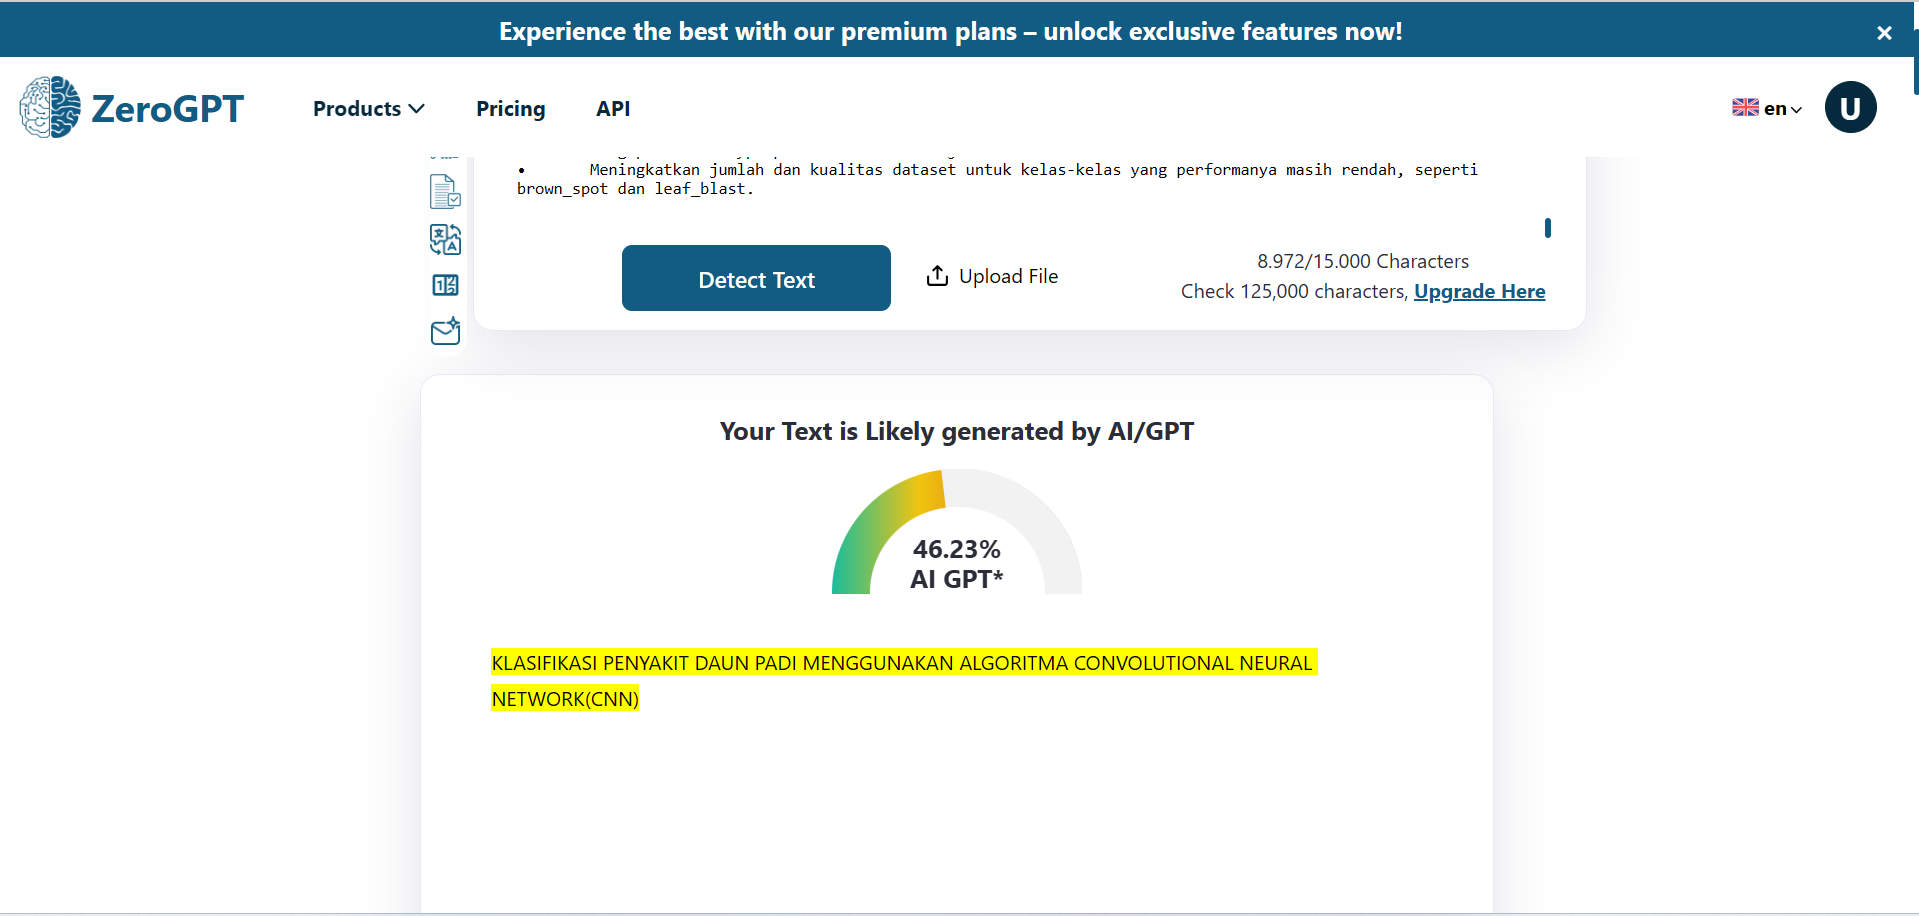 Experience the best with our premium plans – unlock exclusive features now!
ZeroGPT
Products
Pricing
API
en
U
• Meningkatkan jumlah dan kualitas dataset untuk kelas-kelas yang performanya masih rendah, seperti
brown_spot dan leaf_blast.
Detect Text
Upload File
8.972/15.000 Characters
Check 125,000 characters, Upgrade Here
Your Text is Likely generated by AI/GPT
46.23%
AI GPT*
KLASIFIKASI PENYAKIT DAUN PADI MENGGUNAKAN ALGORITMA CONVOLUTIONAL NEURAL
NETWORK(CNN)